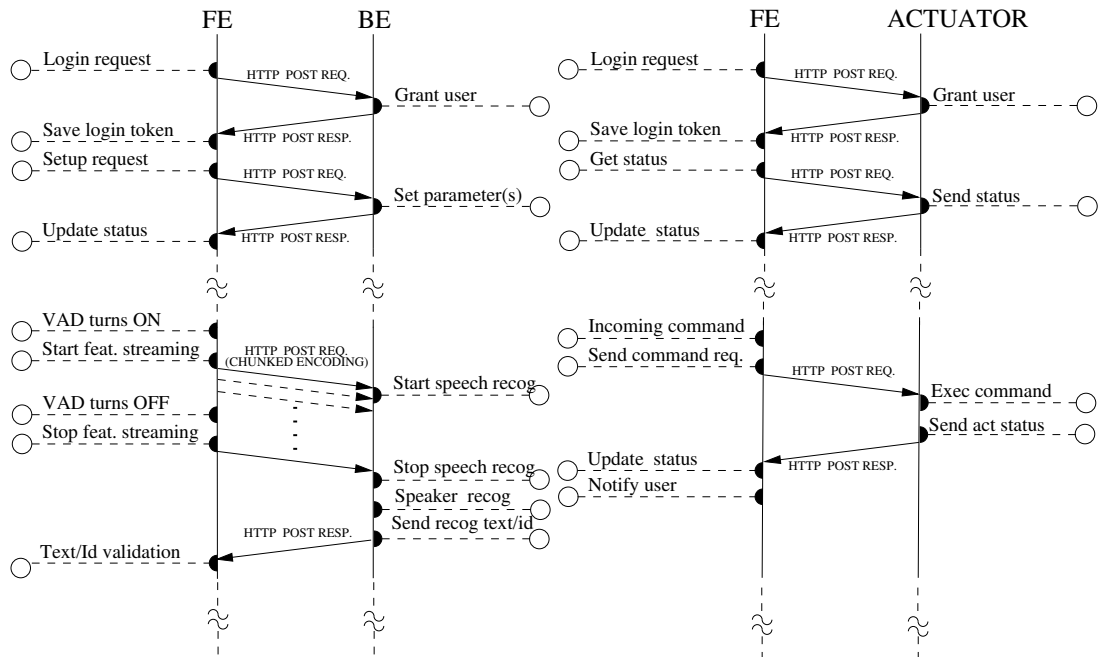 FE
BE
Login request
HTTP POST REQ.
Grant user
Save login token
HTTP POST RESP.
Setup request
HTTP POST REQ.
Set parameter(s)
Update status
HTTP POST RESP.
VAD turns ON
Start feat. streaming
HTTP POST REQ.
(CHUNKED ENCODING)
Start speech recog
VAD turns OFF
Stop feat. streaming
Stop speech recog
Speaker recog
Send recog text/id
HTTP POST RESP.
Text/Id validation
FE
ACTUATOR
Login request
HTTP POST REQ.
Grant user
Save login token
HTTP POST RESP.
Get status
HTTP POST REQ.
Send status
Update status
HTTP POST RESP.
Incoming command
Send command req.
HTTP POST REQ.
Exec command
Send act status
Update status
HTTP POST RESP.
Notify user